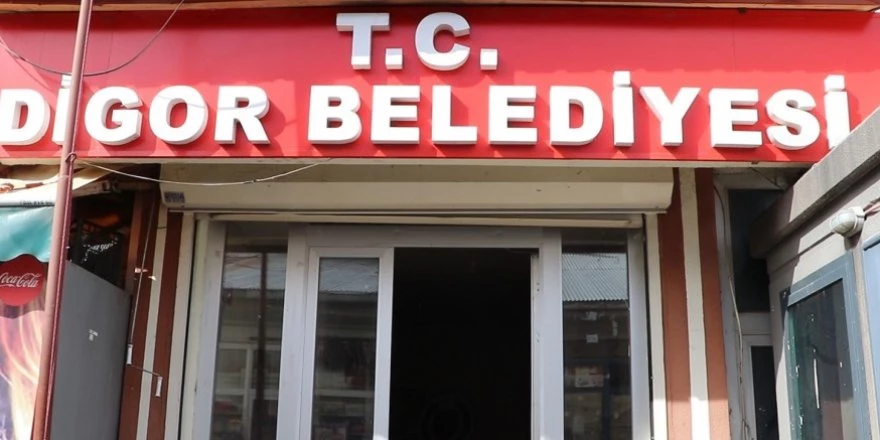 T.C.
DİGOR BELEDİYESİ
Coca-Cola